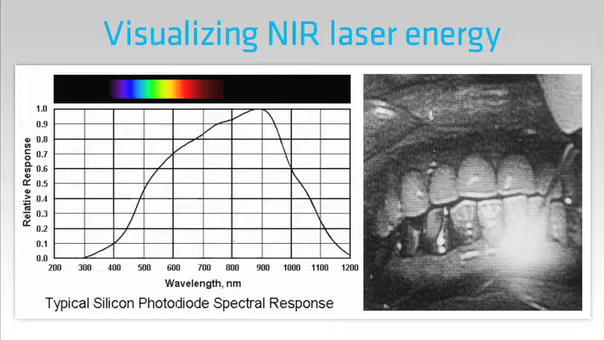 Visualizing NIR laser energy
Relative Response
1.0
0.9
0.8
0.7
0.6
0.5
0.4
0.3
0.2
0.1
0.0
200 300 400 500 600 700 800 900 1000 1100 1200
Wavelength, nm
Typical Silicon Photodiode Spectral Response